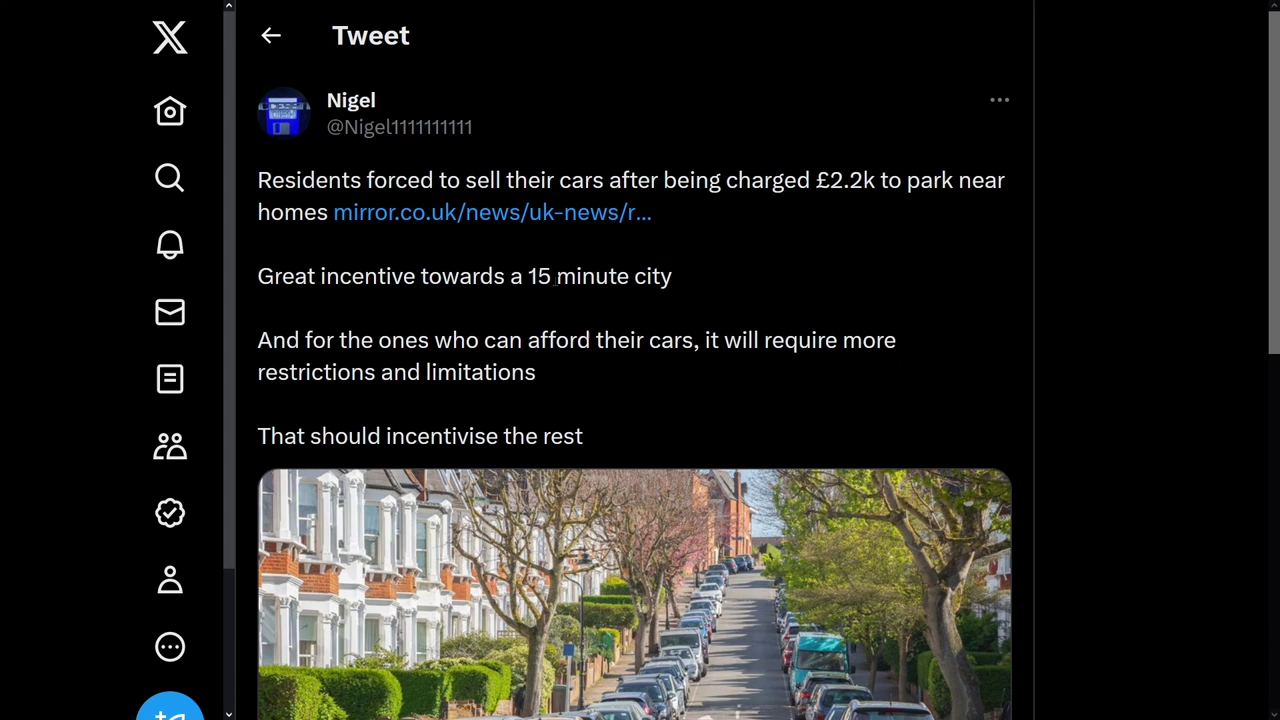 Tweet
Nigel
@Nigel1111111111
Residents forced to sell their cars after being charged £2.2k to park near
homes mirror.co.uk/news/uk-news/r...
Great incentive towards a 15 minute city
And for the ones who can afford their cars, it will require more
restrictions and limitations
That should incentivise the rest